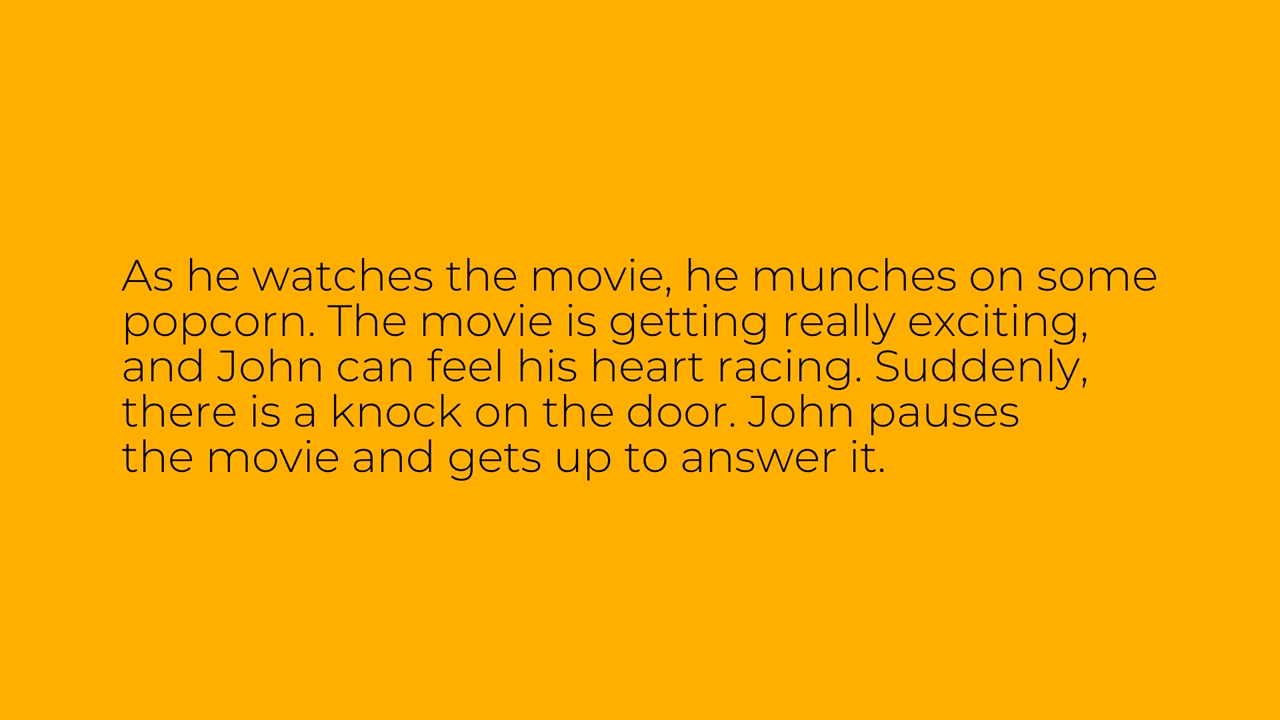 As he watches the movie, he munches on some
popcorn. The movie is getting really exciting,
and John can feel his heart racing. Suddenly,
there is a knock on the door. John pauses
the movie and gets up to answer it.